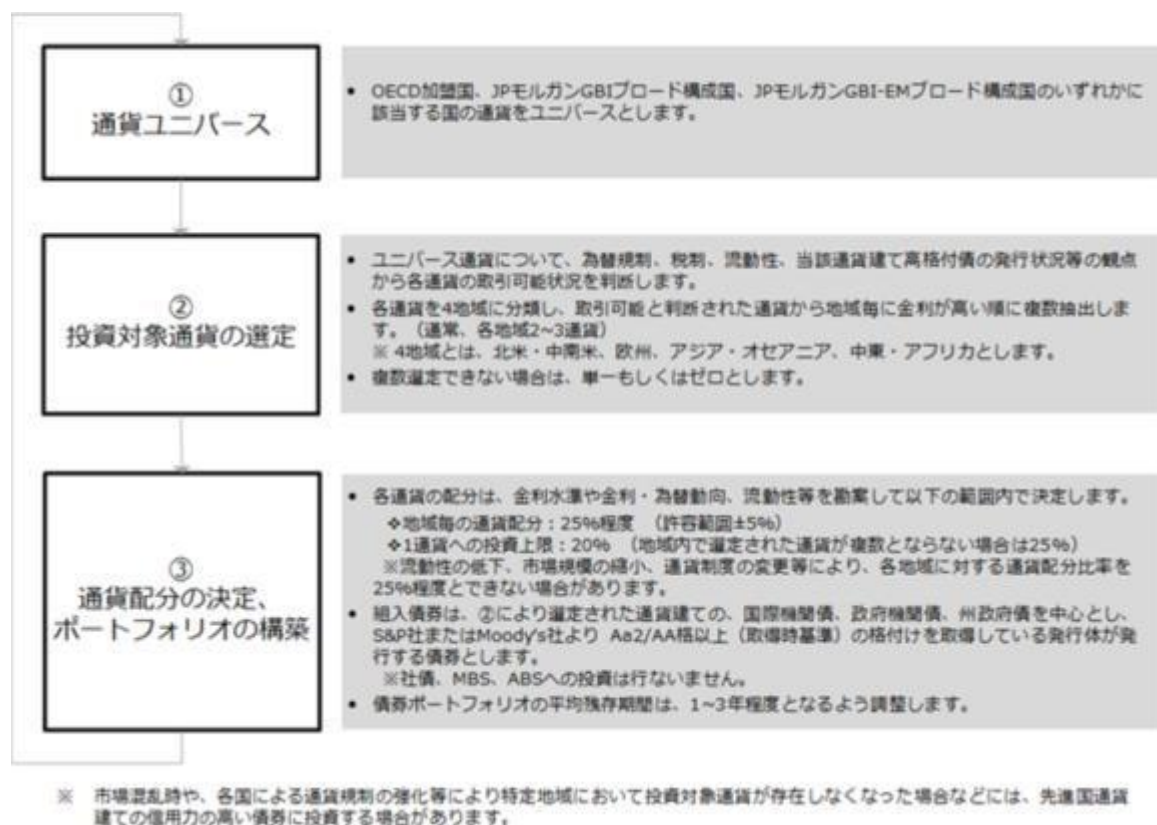 ①
通貨ユニバース
• OECD加盟国、JPモルガンGBIブロード構成国、JPモルガンGBI-EMブロード構成国のいずれかに
該当する国の通貨をユニバースとします。
②
投資対象通貨の選定
• ユニバース通貨について、為替規制、税制、流動性、当該通貨建て高格付債の発行状況等の観点
から各通貨の取引可能状況を判断します。
• 各通貨を4地域に分類し、取引可能と判断された通貨から地域毎に金利が高い順に複数抽出しま
す。（通常、各地域2~3通貨）
※ 4地域とは、北米・中南米、欧州、アジア・オセアニア、中東・アフリカとします。
• 複数選定できない場合は、単一もしくはゼロとします。
③
通貨配分の決定、
ポートフォリオの構築
• 各通貨の配分は、金利水準や金利・為替動向、流動性等を勘案して以下の範囲内で決定します。
❖地域毎の通貨配分：25%程度 （許容範囲±5%）
❖1通貨への投資上限：20% （地域内で選定された通貨が複数とならない場合は25%）
※流動性の低下、市場規模の縮小、通貨制度の変更等により、各地域に対する通貨配分比率を
25%程度とできない場合があります。
• 組入債券は、②により選定された通貨建ての、国際機関債、政府機関債、州政府債を中心とし、
S&P社またはMoody's社より Aa2/AA格以上（取得時基準）の格付けを取得している発行体が発
行する債券とします。
※社債、MBS、ABSへの投資は行ないません。
• 債券ポートフォリオの平均残存期間は、1~3年程度となるよう調整します。
※ 市場混乱時や、各国による通貨規制の強化等により特定地域において投資対象通貨が存在しなくなった場合などには、先進国通貨
建ての信用力の高い債券に投資する場合があります。